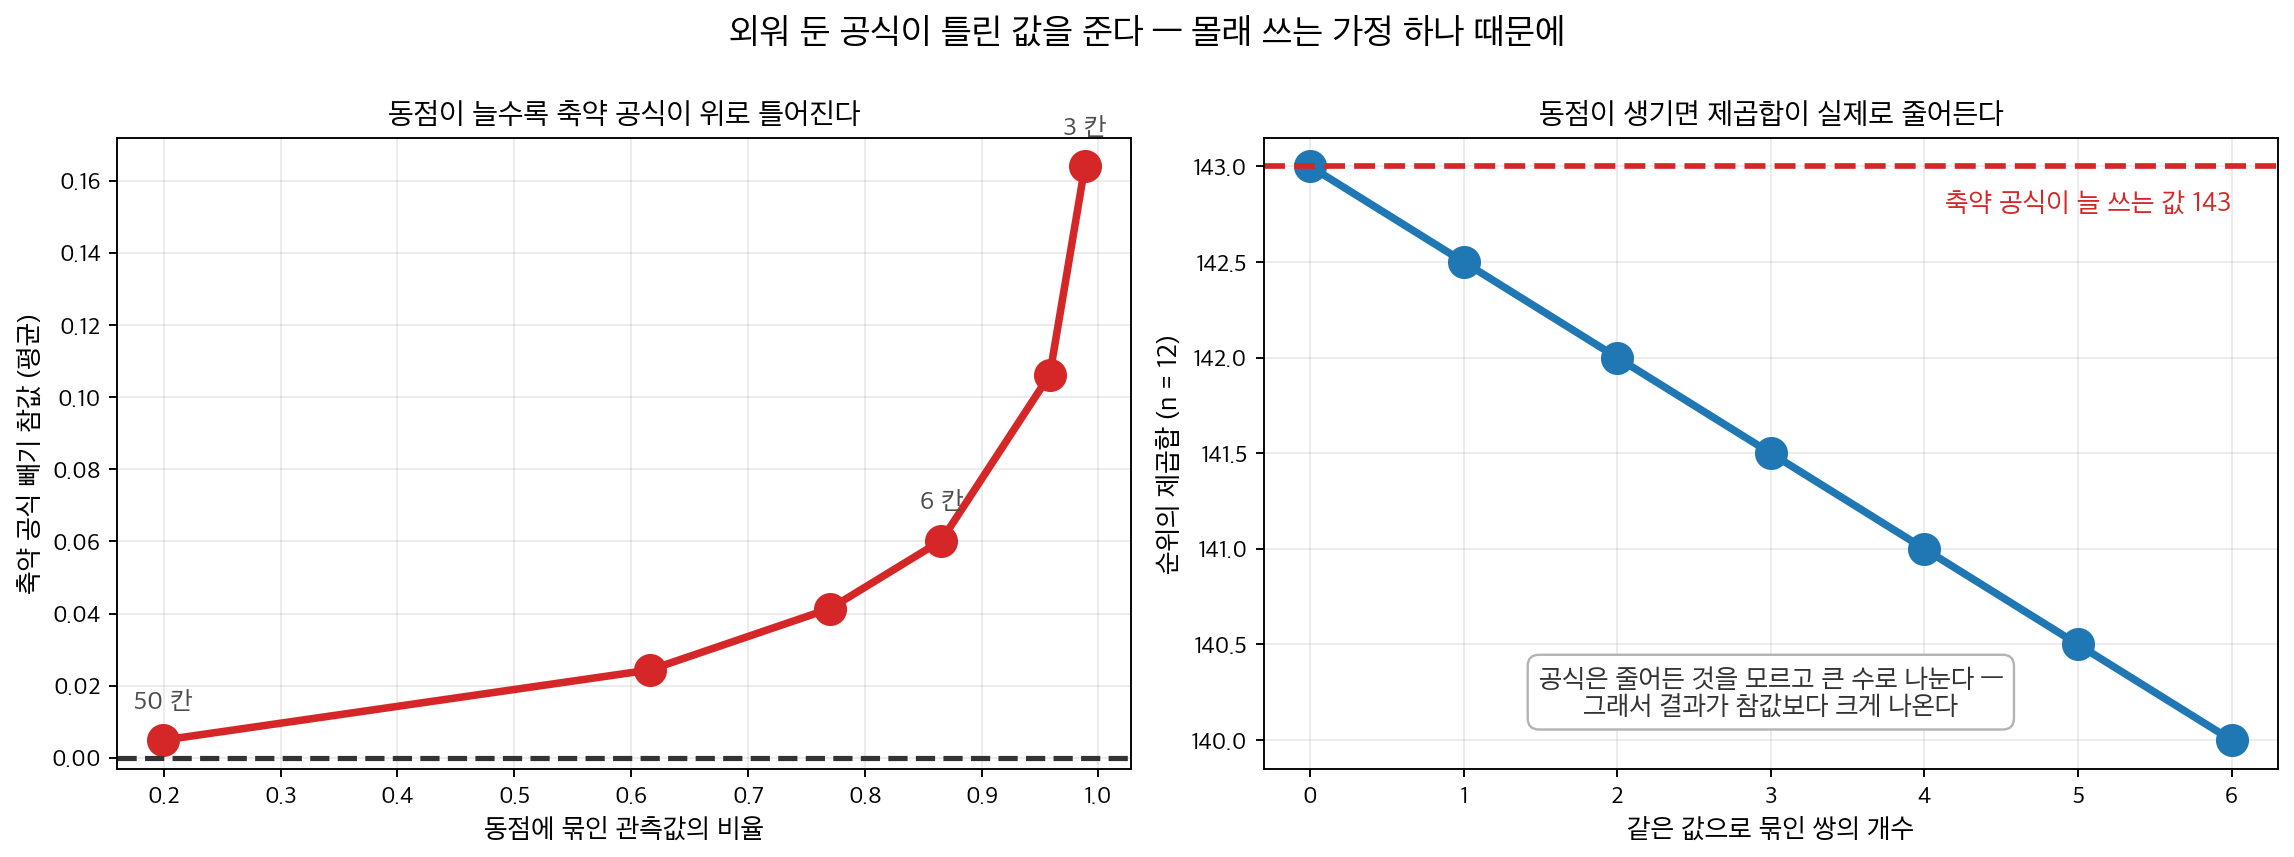 외워 둔 공식이 틀린 값을 준다 — 몰래 쓰는 가정 하나 때문에
동점이 늘수록 축약 공식이 위로 틀어진다
축약 공식 빼기 참값 (평균)
0.16
0.14
0.12
0.10
0.08
0.06
0.04
0.02
0.00
3 칸
6 칸
50 칸
0.2 0.3 0.4 0.5 0.6 0.7 0.8 0.9 1.0
동점에 묶인 관측값의 비율
동점이 생기면 제곱합이 실제로 줄어든다
순위의 제곱합 (n = 12)
143.0
142.5
142.0
141.5
141.0
140.5
140.0
축약 공식이 늘 쓰는 값 143
공식은 줄어든 것을 모르고 큰 수로 나눈다 —
그래서 결과가 참값보다 크게 나온다
0 1 2 3 4 5 6
같은 값으로 묶인 쌍의 개수